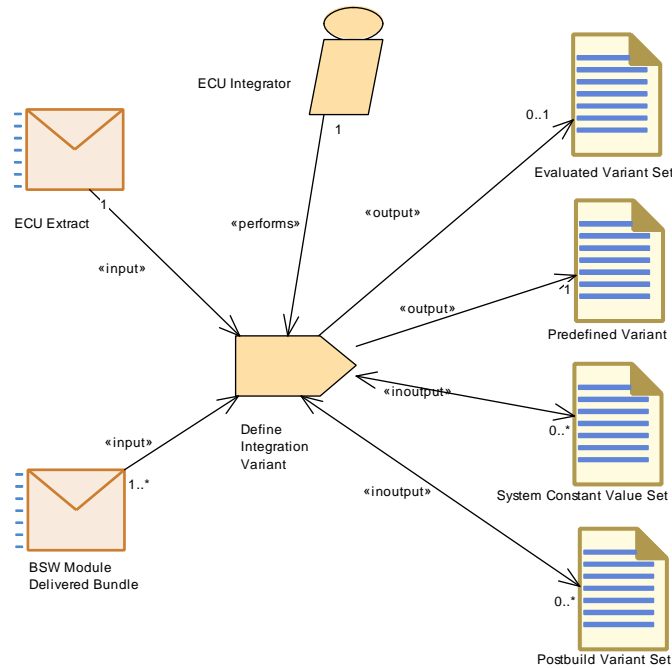 ECU Integrator
1
0..1
Evaluated Variant Set
ECU Extract
1
«performs»
«output»
«input»
«output»
1
Predefined Variant
«inoutput»
0..*
Define
Integration
Variant
«input»
1..*
System Constant Value Set
«inoutput»
BSW Module
Delivered Bundle
0..*
Postbuild Variant Set